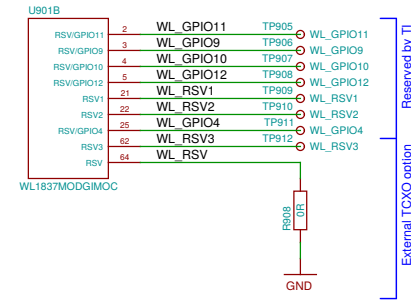 U901B
RSV/GPIO11 2 WL_GPIO11 TP905 WL_GPIO11
RSV/GPIO9 3 WL_GPIO9 TP906 WL_GPIO9
RSV/GPIO10 4 WL_GPIO10 TP907 WL_GPIO10
RSV/GPIO12 5 WL_GPIO12 TP908 WL_GPIO12
RSV1 21 WL_RSV1 TP909 WL_RSV1
RSV2 22 WL_RSV2 TP910 WL_RSV2
RSV/GPIO4 25 WL_GPIO4 TP911 WL_GPIO4
RSV3 62 WL_RSV3 TP912 WL_RSV3
RSV 64 WL_RSV
WL1837MODGIMOC
R908
0R
GND
Reserved by TI
External TCXO option